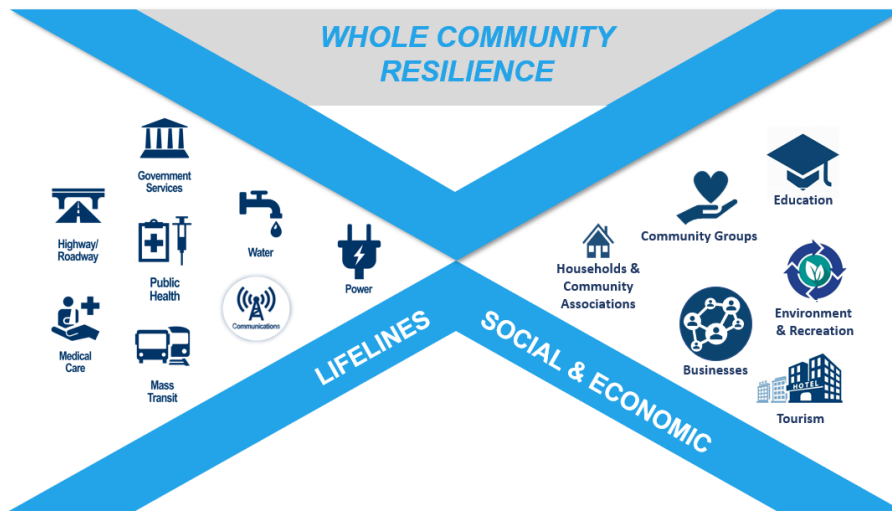 WHOLE COMMUNITY
RESILIENCE
Government
Services
Highway/
Roadway
Public
Health
Water
Power
Medical
Care
Communications
Mass
Transit
LIFELINES
Education
Community Groups
Households &
Community
Associations
Environment
& Recreation
Businesses
HOTEL
Tourism
SOCIAL & ECONOMIC